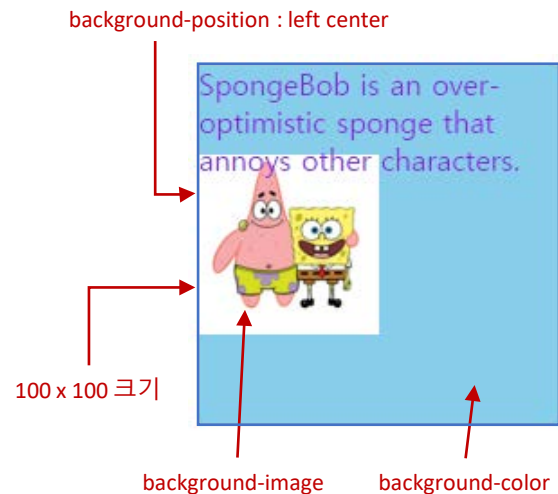 background-position : left center
SpongeBob is an over-
optimistic sponge that
annoys other characters.
100 x 100 크기
background-image
background-color